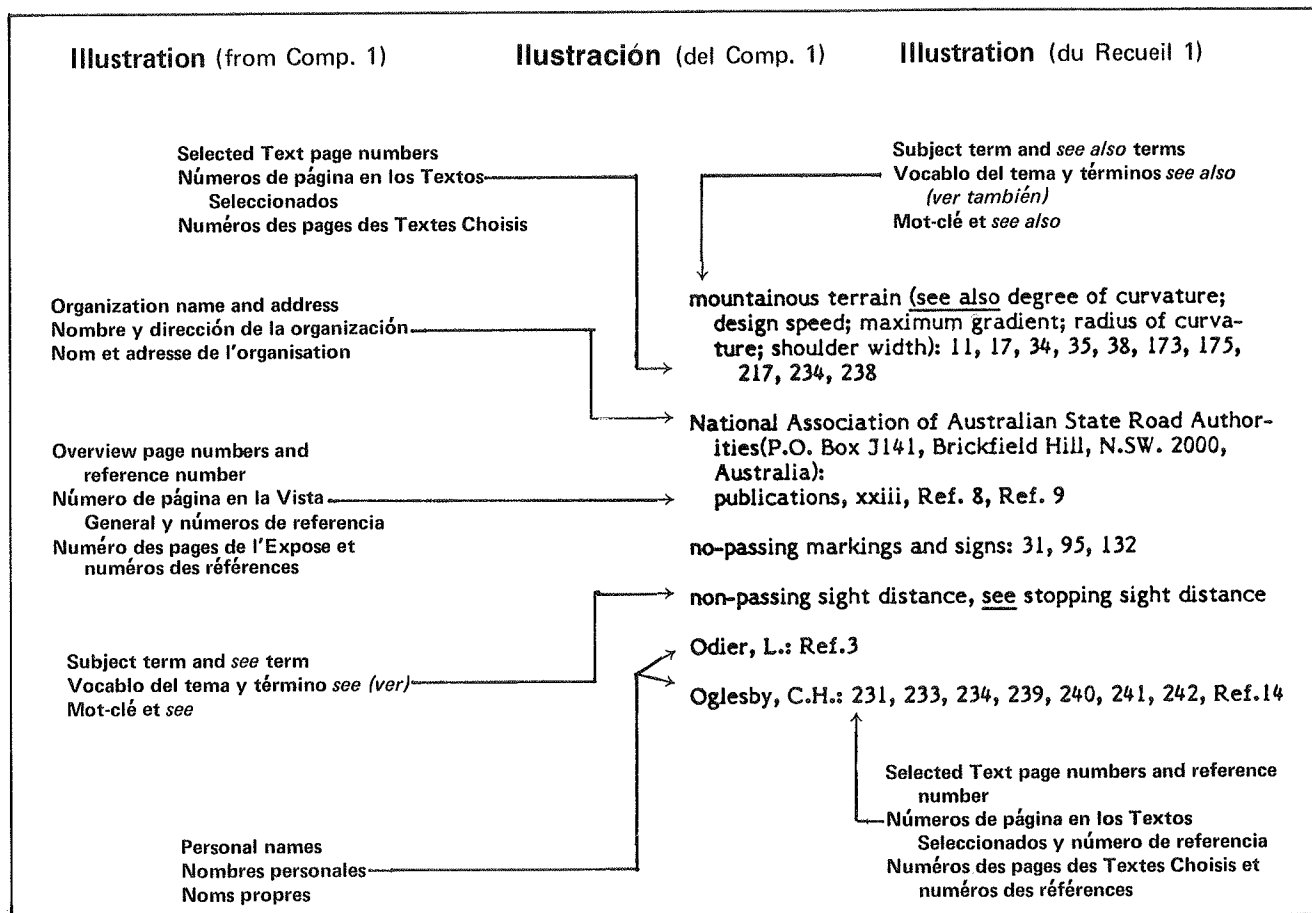 Illustration (from Comp. 1)
Ilustración (del Comp. 1)
Illustration (du Recueil 1)
Selected Text page numbers
Números de página en los Textos
Seleccionados
Numéros des pages des Textes Choisis
Subject term and see also terms
Vocablo del tema y términos see also
(ver también)
Mot-clé et see also
Organization name and address
Nombre y dirección de la organización
Nom et adresse de l'organisation
mountainous terrain (see also degree of curvature;
design speed; maximum gradient; radius of curva-
ture; shoulder width): 11, 17, 34, 35, 38, 173, 175,
217, 234, 238
National Association of Australian State Road Author-
ities(P.O. Box J141, Brickfield Hill, N.SW. 2000,
Australia):
publications, xxiii, Ref. 8, Ref. 9
Overview page numbers and
reference number
Número de página en la Vista
General y números de referencia
Numéro des pages de l'Expose et
numéros des références
no-passing markings and signs: 31, 95, 132
non-passing sight distance, see stopping sight distance
Subject term and see term
Vocablo del tema y término see (ver)
Mot-clé et see
Odier, L.: Ref.3
Oglesby, C.H.: 231, 233, 234, 239, 240, 241, 242, Ref.14
Selected Text page numbers and reference
number
Números de página en los Textos
Seleccionados y número de referencia
Numéros des pages des Textes Choisis et
numéros des références
Personal names
Nombres personales
Noms propres